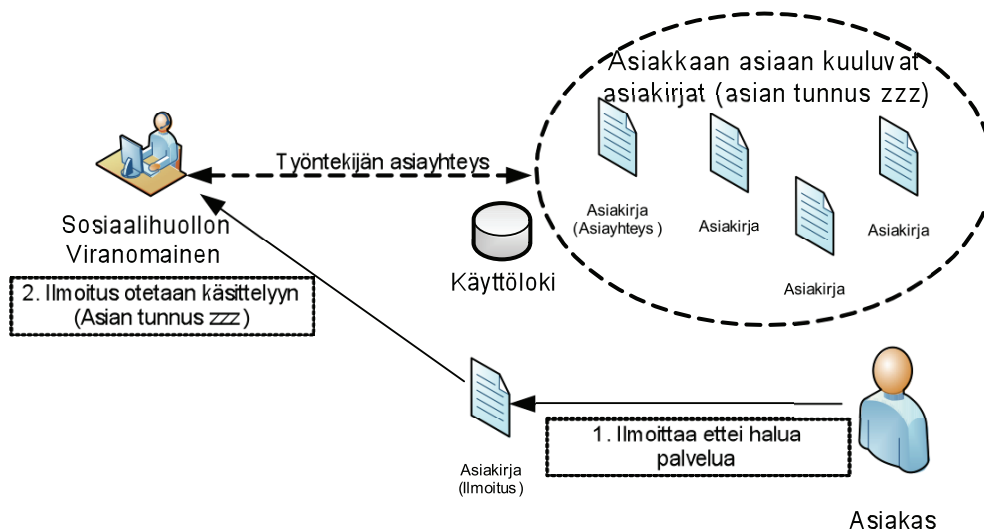 Asiakkaan asiaan kuuluvat
asiakirjat (asian tunnus zzz)
Työntekijän asiayhteys
Asiakirja
(Asiayhteys)
Asiakirja
Asiakirja
Asiakirja
Sosiaalihuollon
Viranomainen
Käyttöloki
2. Ilmoitus otetaan käsittelyyn
(Asian tunnus zzz)
1. Ilmoittaa ettei halua
palvelua
Asiakirja
(Ilmoitus)
Asiakas